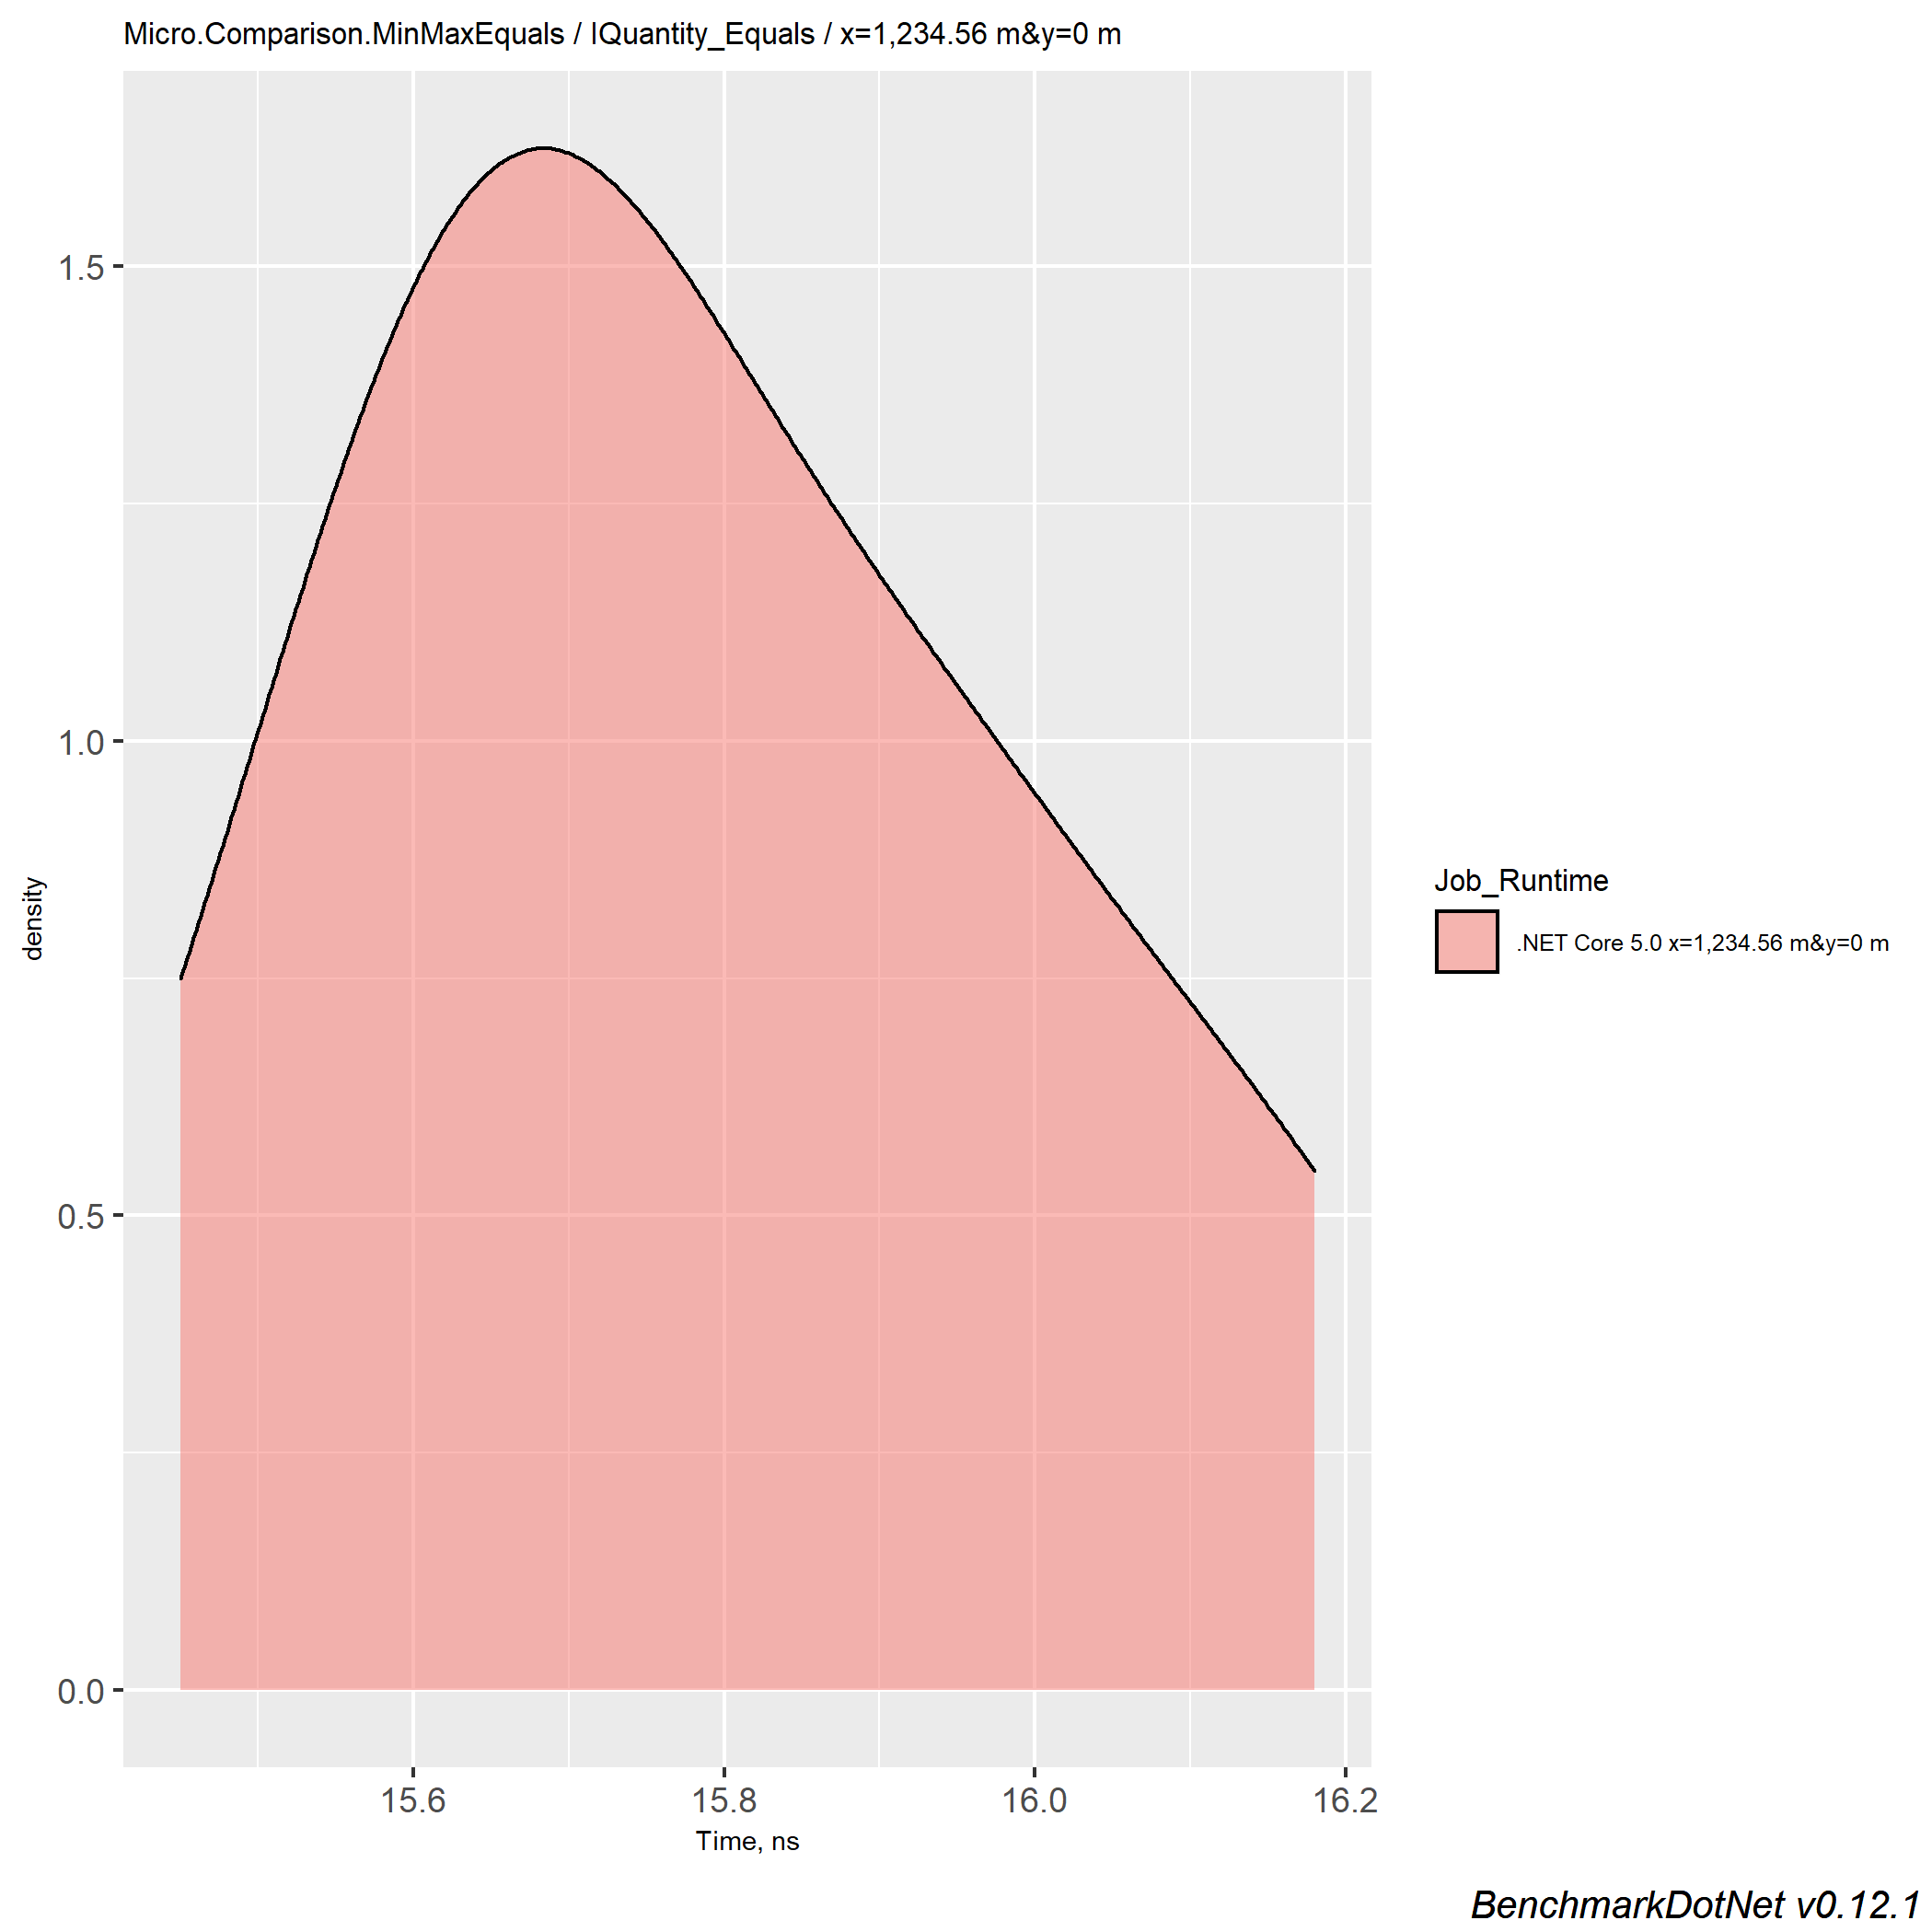 Micro.Comparison.MinMaxEquals / IQuantity_Equals / x=1,234.56 m&y=0 m
1.5
1.0
0.5
0.0
density
15.6 15.8 16.0 16.2
Time, ns
Job_Runtime
.NET Core 5.0 x=1,234.56 m&y=0 m
BenchmarkDotNet v0.12.1